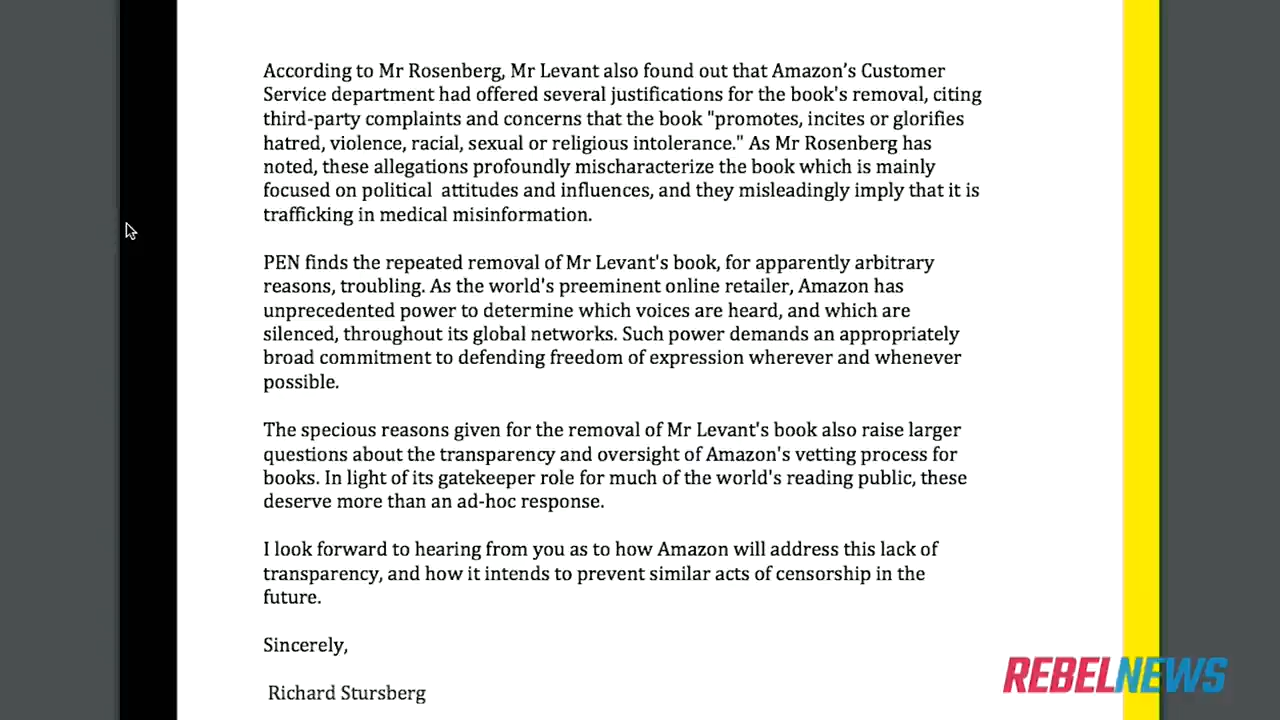 According to Mr Rosenberg, Mr Levant also found out that Amazon’s Customer
Service department had offered several justifications for the book's removal, citing
third-party complaints and concerns that the book "promotes, incites or glorifies
hatred, violence, racial, sexual or religious intolerance." As Mr Rosenberg has
noted, these allegations profoundly mischaracterize the book which is mainly
focused on political  attitudes and influences, and they misleadingly imply that it is
trafficking in medical misinformation.
PEN finds the repeated removal of Mr Levant's book, for apparently arbitrary
reasons, troubling. As the world's preeminent online retailer, Amazon has
unprecedented power to determine which voices are heard, and which are
silenced, throughout its global networks. Such power demands an appropriately
broad commitment to defending freedom of expression wherever and whenever
possible.
The specious reasons given for the removal of Mr Levant's book also raise larger
questions about the transparency and oversight of Amazon's vetting process for
books. In light of its gatekeeper role for much of the world's reading public, these
deserve more than an ad-hoc response.
I look forward to hearing from you as to how Amazon will address this lack of
transparency, and how it intends to prevent similar acts of censorship in the
future.
Sincerely,
Richard Stursberg
REBELNEWS